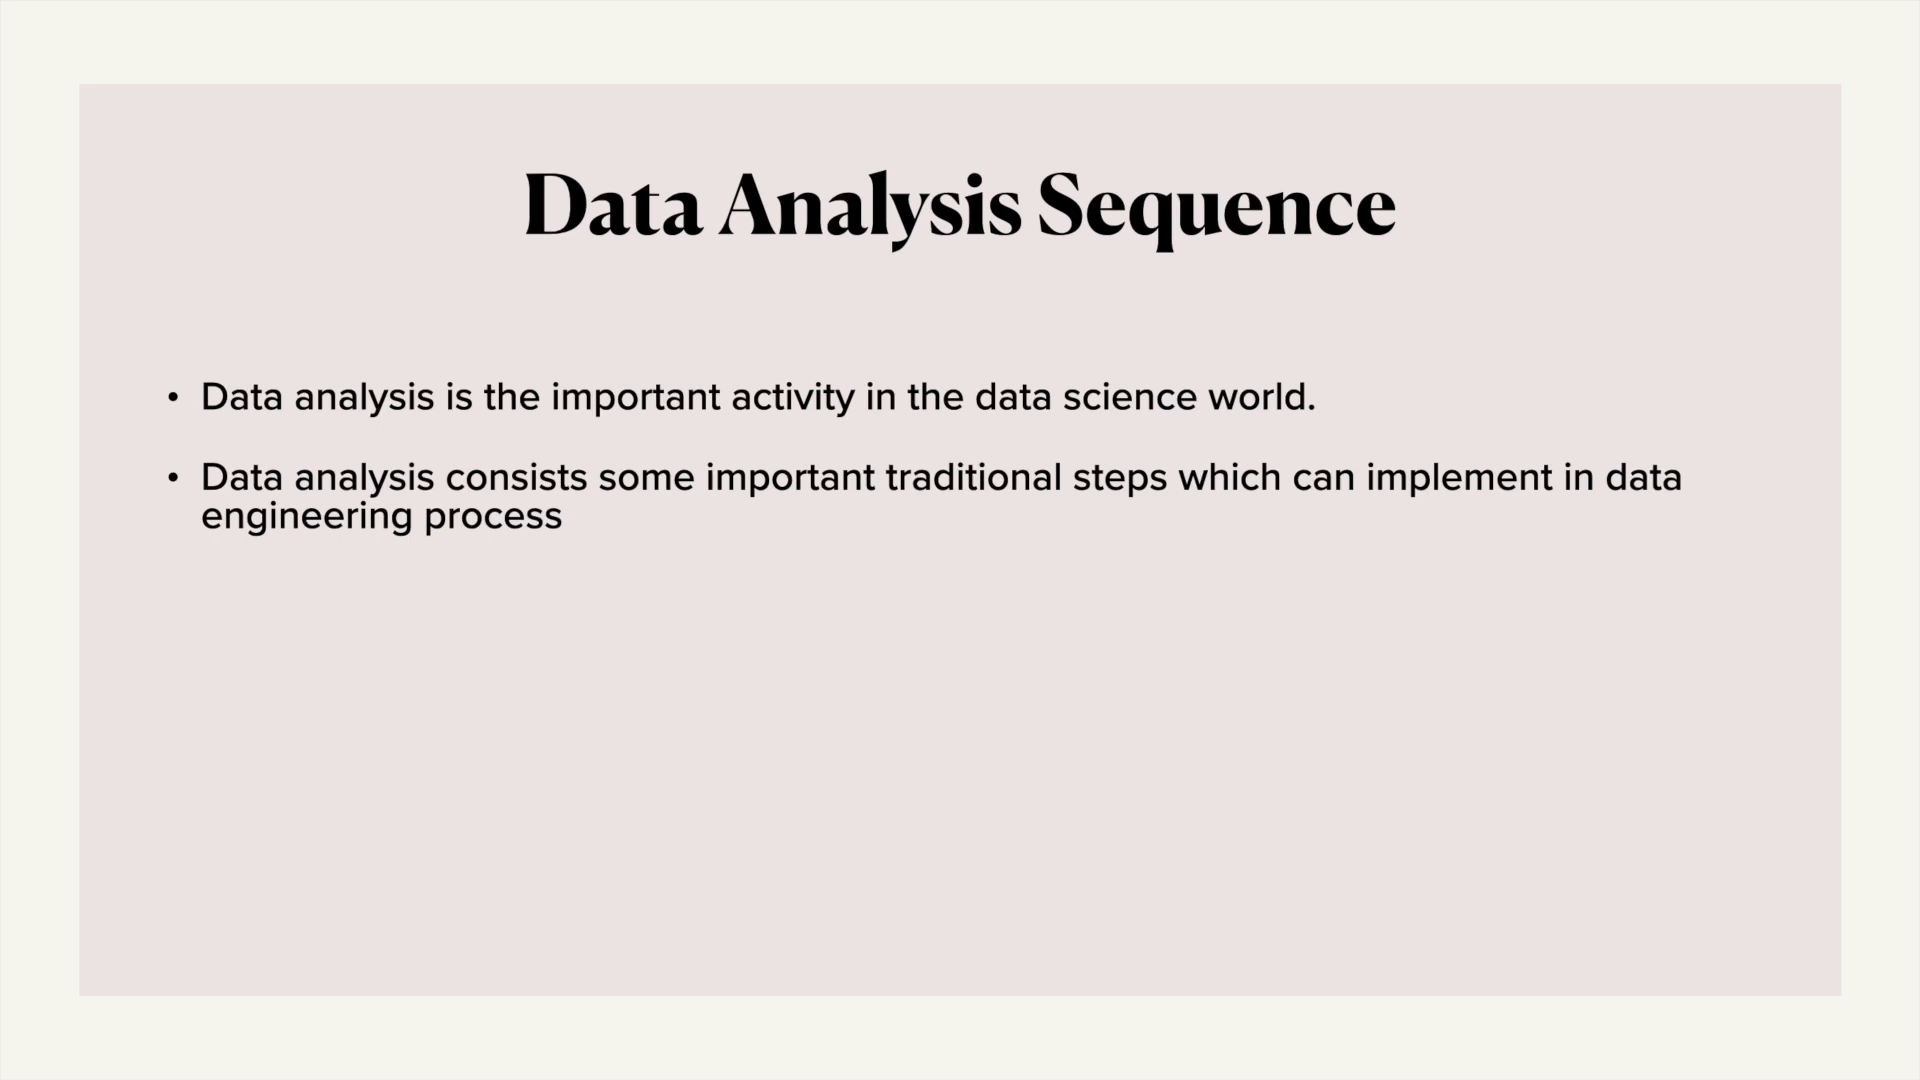 Data Analysis Sequence
• Data analysis is the important activity in the data science world.
• Data analysis consists some important traditional steps which can implement in data
engineering process